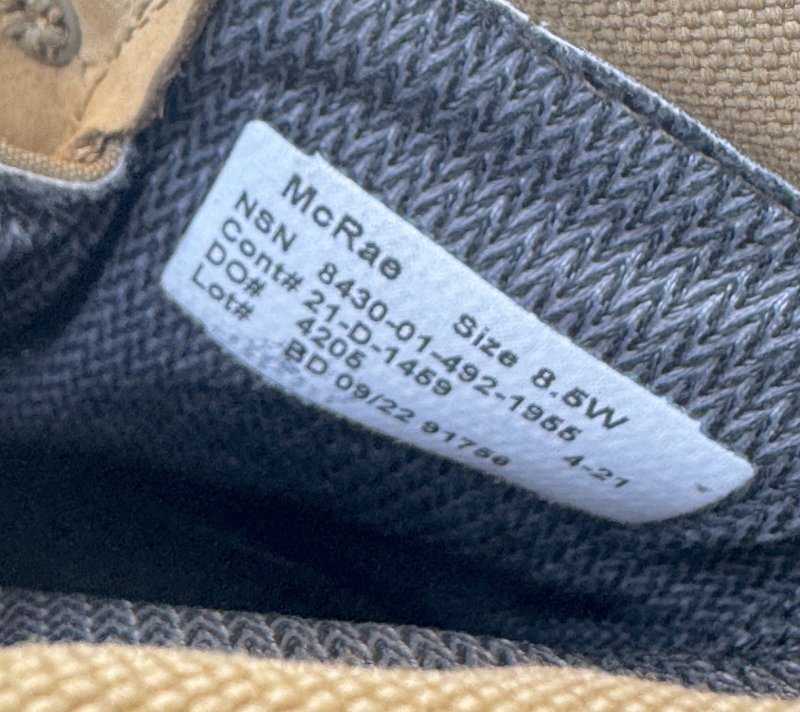 McRae Size 8.5W
NSN 8430-01-492-1955
Cont# 21-D-1459 4-21
DO# 4205
Lot# BD 09/22 91756